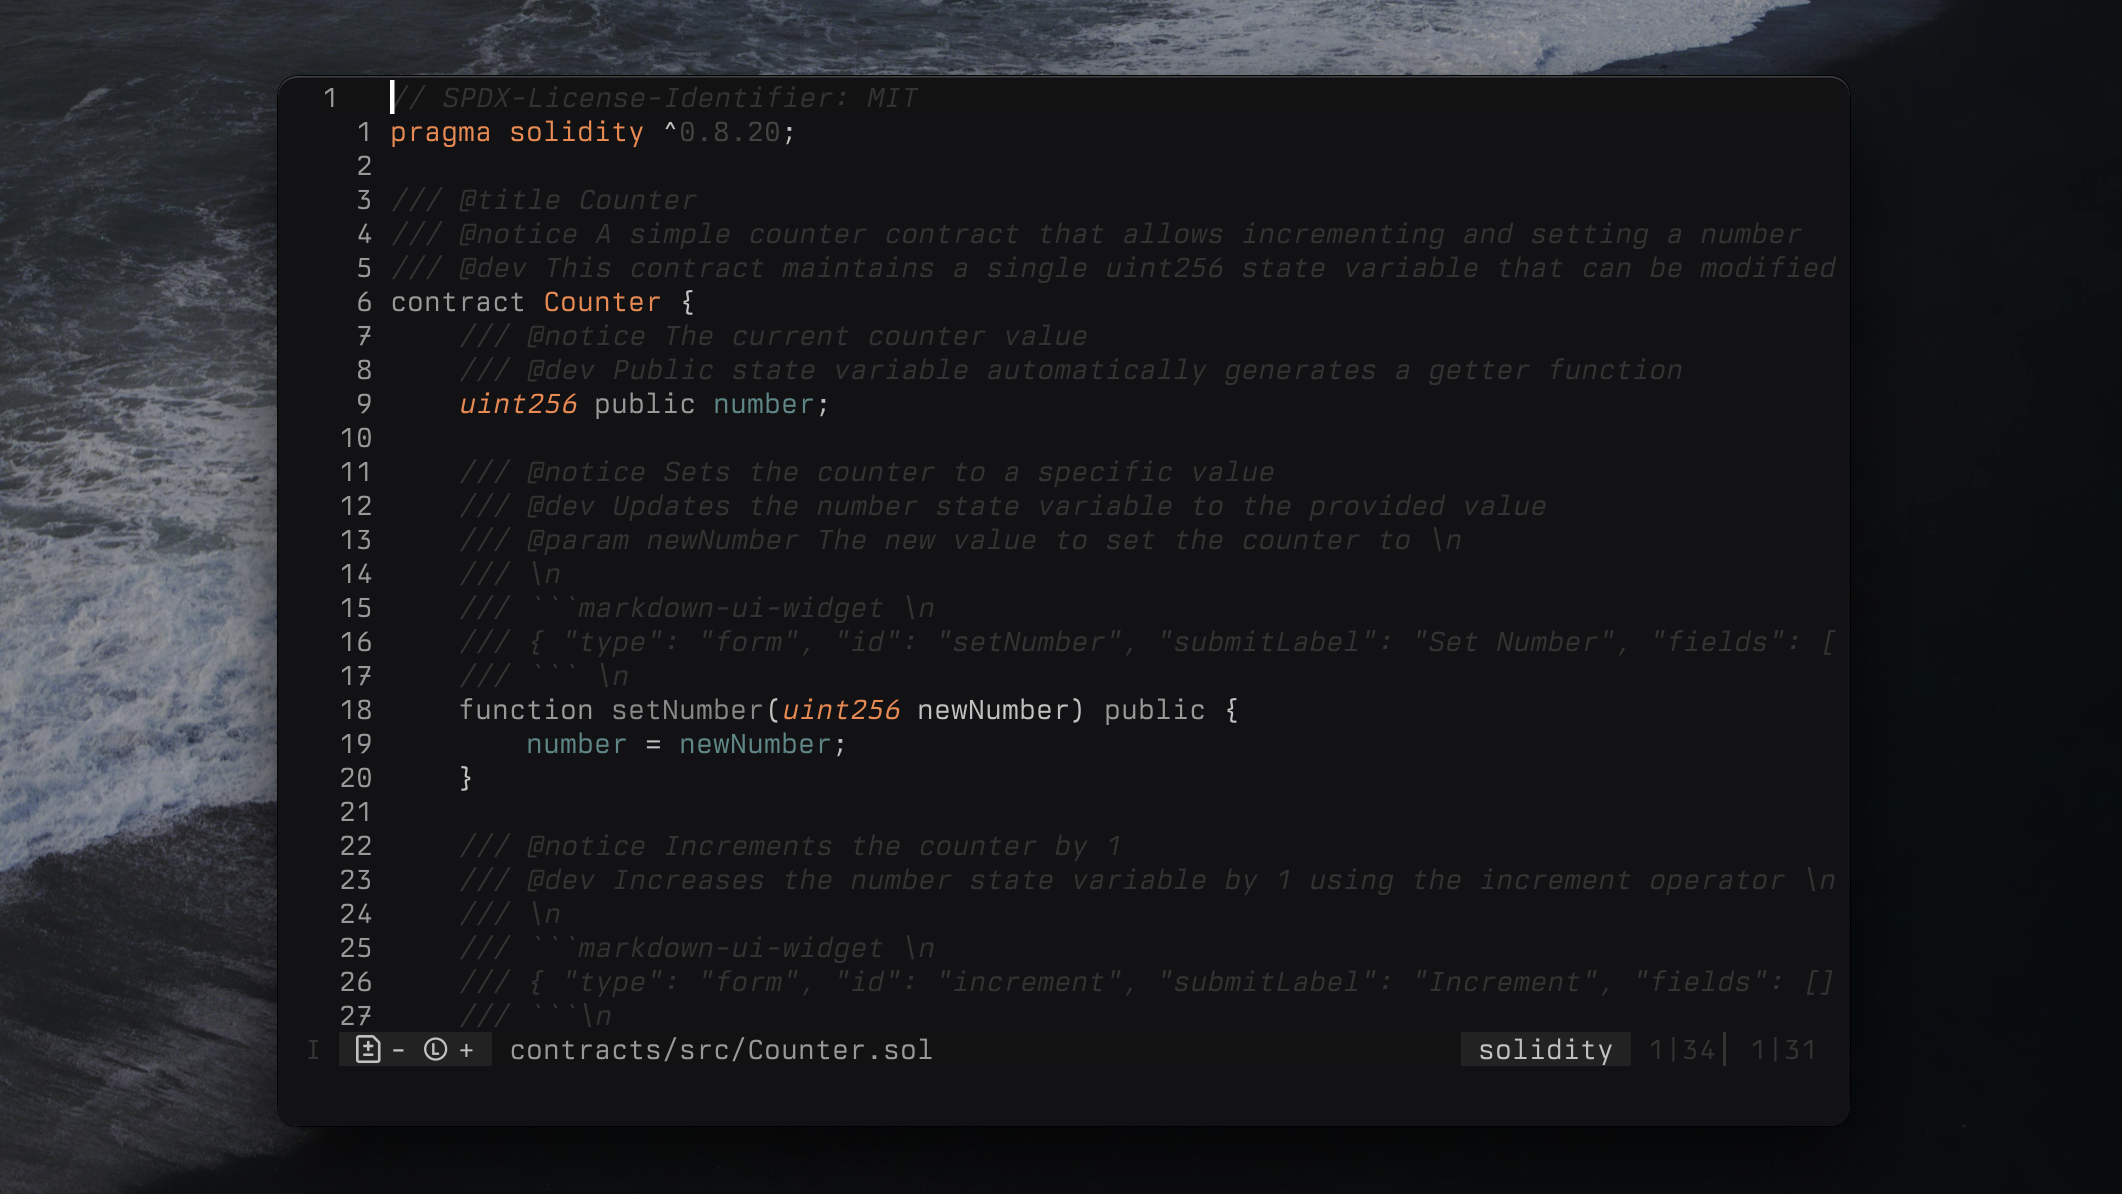 1 // SPDX-License-Identifier: MIT
1 pragma solidity ^0.8.20;
2
3 /// @title Counter
4 /// @notice A simple counter contract that allows incrementing and setting a number
5 /// @dev This contract maintains a single uint256 state variable that can be modified
6 contract Counter {
7     /// @notice The current counter value
8     /// @dev Public state variable automatically generates a getter function
9     uint256 public number;
10
11     /// @notice Sets the counter to a specific value
12     /// @dev Updates the number state variable to the provided value
13     /// @param newNumber The new value to set the counter to \n
14     /// \n
15     /// ```markdown-ui-widget \n
16     /// { "type": "form", "id": "setNumber", "submitLabel": "Set Number", "fields": [
17     /// ``` \n
18     function setNumber(uint256 newNumber) public {
19         number = newNumber;
20     }
21
22     /// @notice Increments the counter by 1
23     /// @dev Increases the number state variable by 1 using the increment operator \n
24     /// \n
25     /// ```markdown-ui-widget \n
26     /// { "type": "form", "id": "increment", "submitLabel": "Increment", "fields": []
27     /// ```\n
I - L + contracts/src/Counter.sol solidity 1|34| 1|31